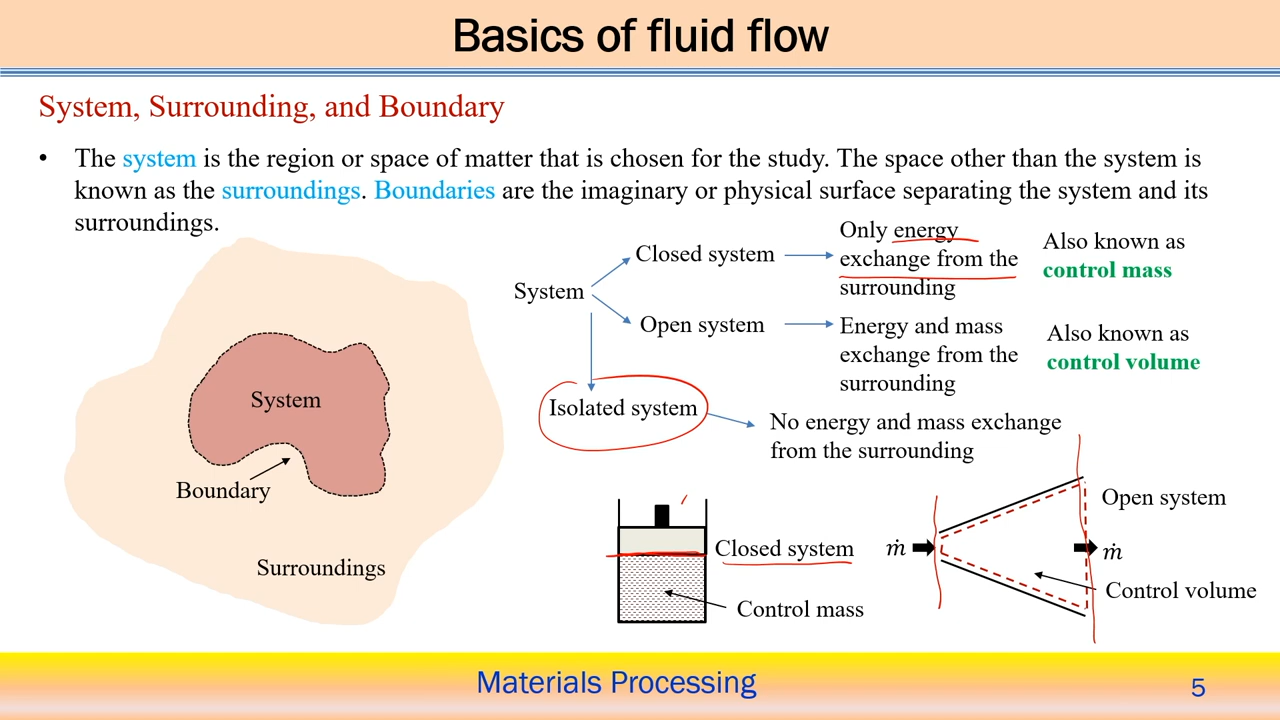 Basics of fluid flow
System, Surrounding, and Boundary
• The system is the region or space of matter that is chosen for the study. The space other than the system is
known as the surroundings. Boundaries are the imaginary or physical surface separating the system and its
surroundings.
System
Boundary
Surroundings
System
Closed system
Only energy
exchange from the
surrounding
Also known as
control mass
Open system
Energy and mass
exchange from the
surrounding
Also known as
control volume
Isolated system
No energy and mass exchange
from the surrounding
Closed system
Control mass
ṁ
Open system
ṁ
Control volume
Materials Processing
5